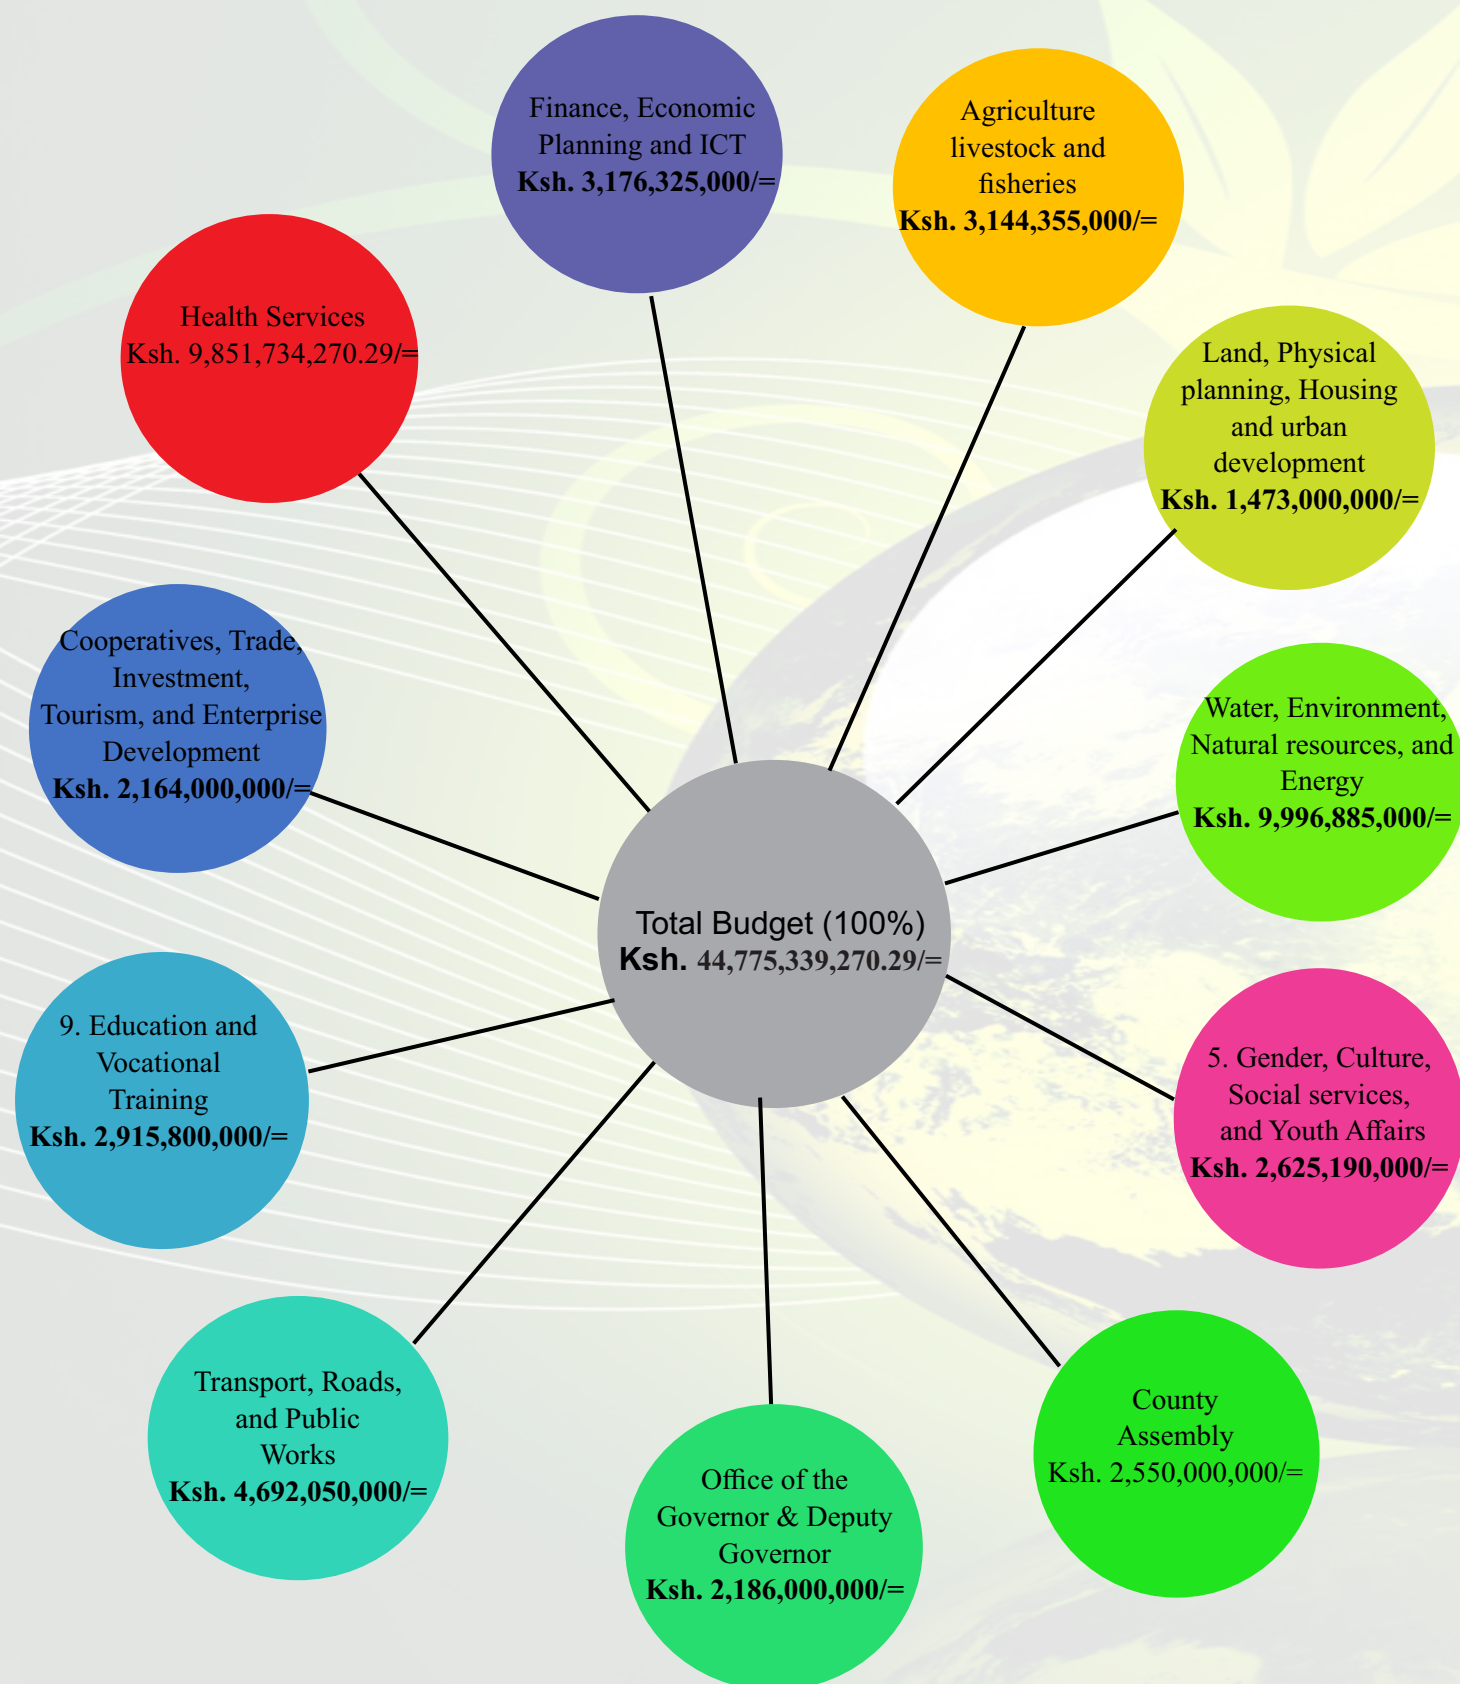 Finance, Economic
Planning and ICT
Ksh. 3,176,325,000/=
Agriculture
livestock and
fisheries
Ksh. 3,144,355,000/=
Health Services
Ksh. 9,851,734,270.29/=
Land, Physical
planning, Housing
and urban
development
Ksh. 1,473,000,000/=
Cooperatives, Trade,
Investment,
Tourism, and Enterprise
Development
Ksh. 2,164,000,000/=
Water, Environment,
Natural resources, and
Energy
Ksh. 9,996,885,000/=
Total Budget (100%)
Ksh. 44,775,339,270.29/=
9. Education and
Vocational
Training
Ksh. 2,915,800,000/=
5. Gender, Culture,
Social services,
and Youth Affairs
Ksh. 2,625,190,000/=
Transport, Roads,
and Public
Works
Ksh. 4,692,050,000/=
Office of the
Governor & Deputy
Governor
Ksh. 2,186,000,000/=
County
Assembly
Ksh. 2,550,000,000/=